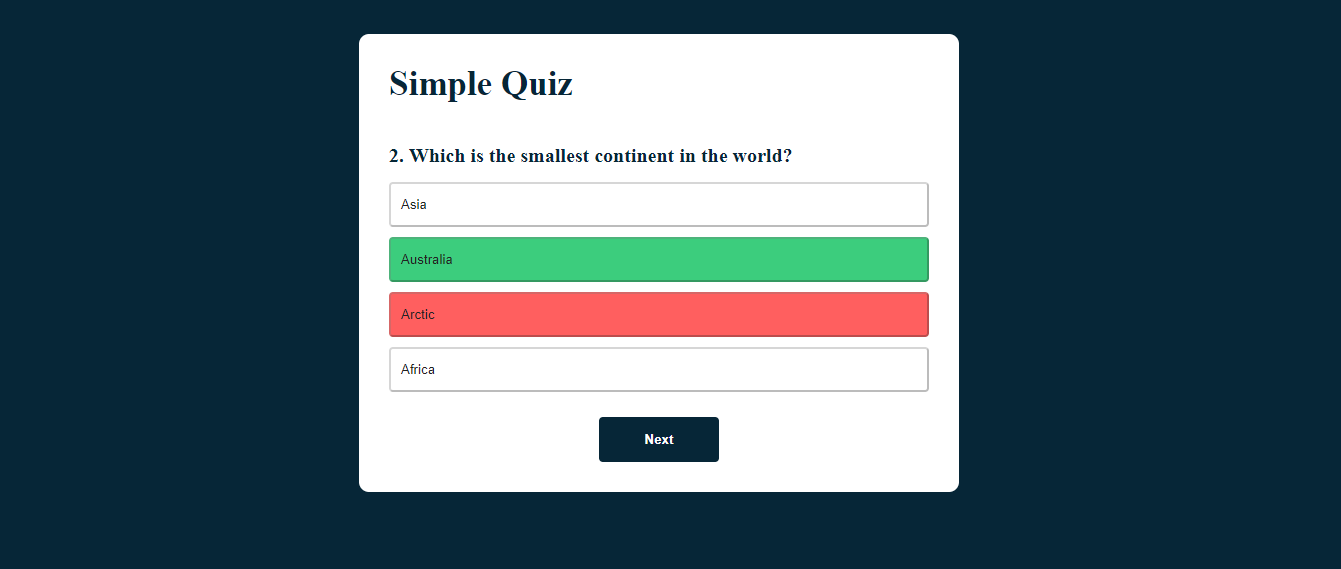 Simple Quiz
2. Which is the smallest continent in the world?
Asia
Australia
Arctic
Africa
Next